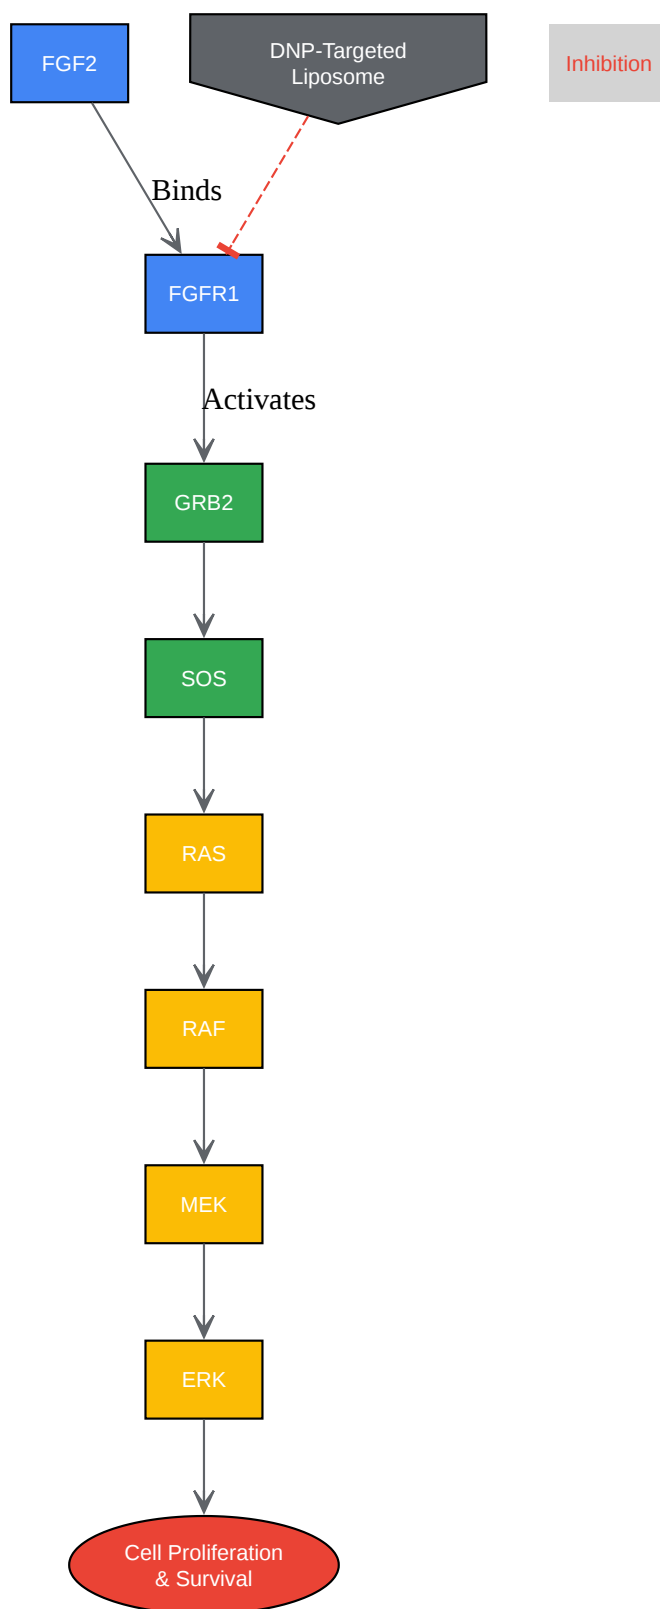 FGF2
DNP-Targeted
Liposome
Inhibition
Binds
FGFR1
Activates
GRB2
SOS
RAS
RAF
MEK
ERK
Cell Proliferation
& Survival